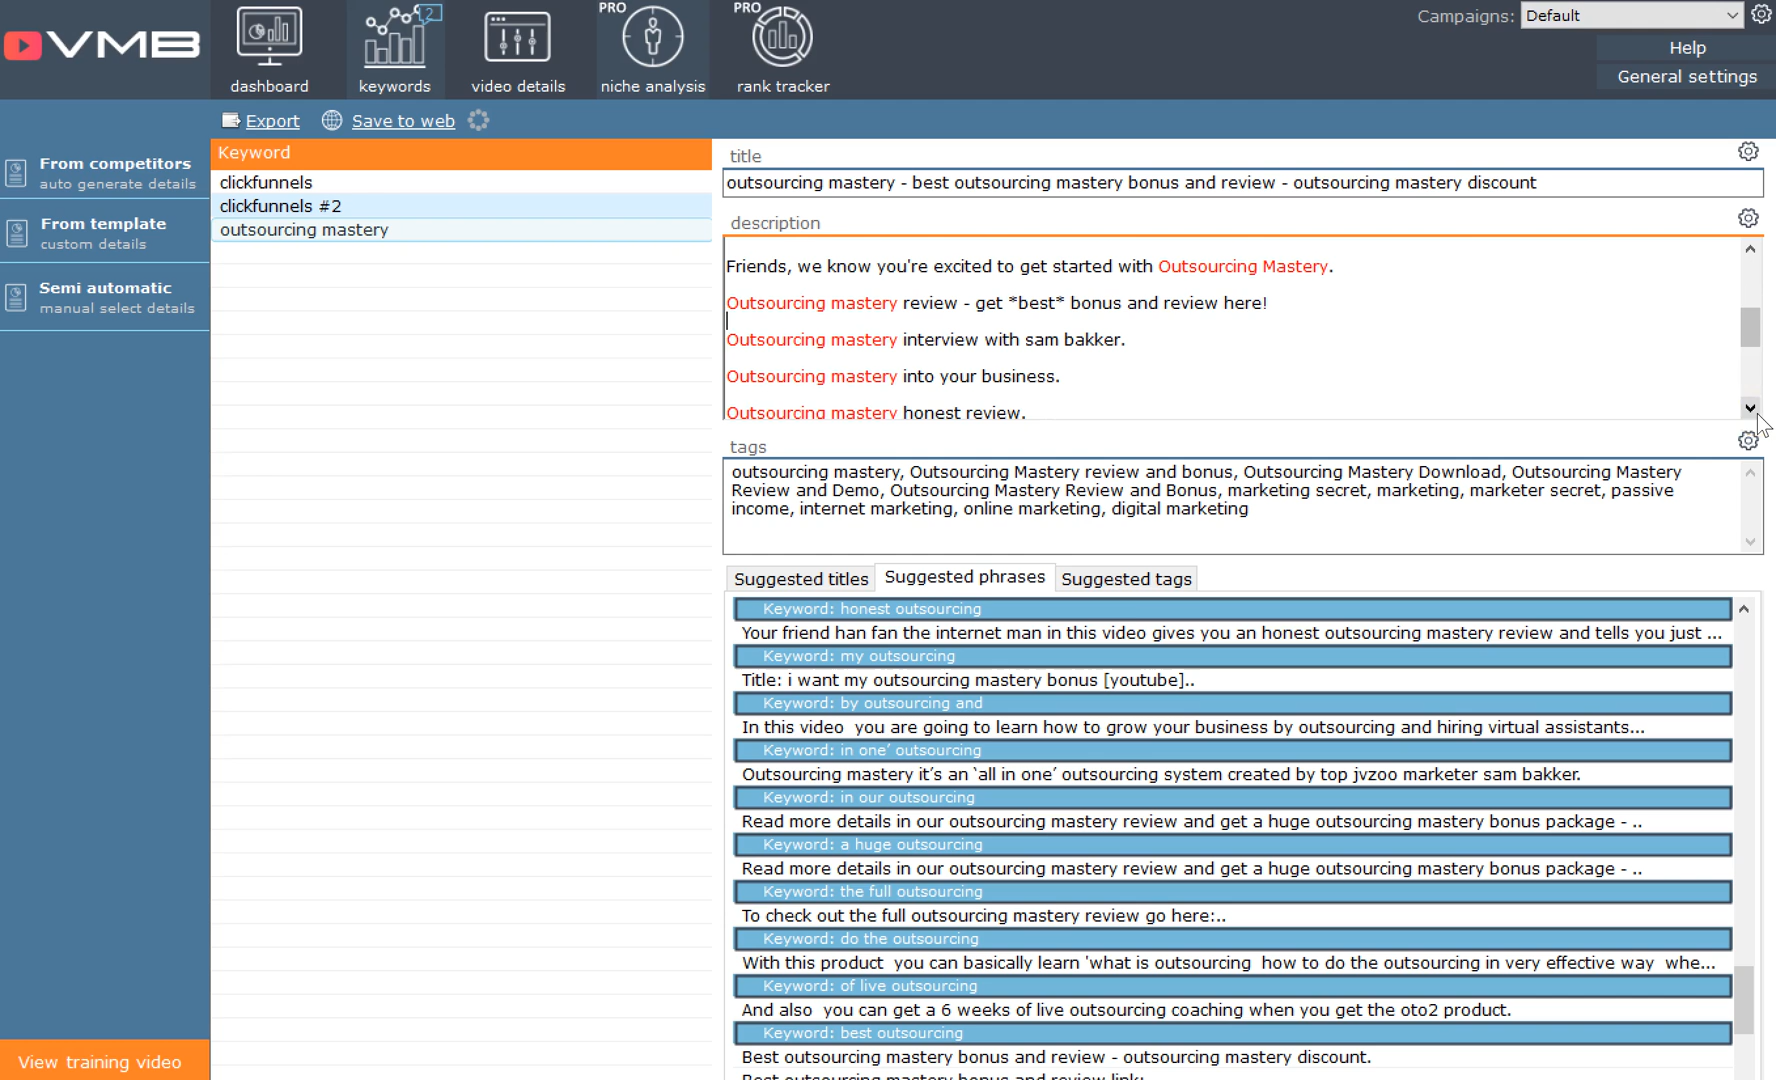 VMB
dashboard
2
keywords
video details
PRO
niche analysis
PRO
rank tracker
Campaigns: Default
Help
General settings
Export
Save to web
From competitors
auto generate details
From template
custom details
Semi automatic
manual select details
View training video
Keyword
clickfunnels
clickfunnels #2
outsourcing mastery
title
outsourcing mastery - best outsourcing mastery bonus and review - outsourcing mastery discount
description
Friends, we know you're excited to get started with Outsourcing Mastery.
Outsourcing mastery review - get *best* bonus and review here!
Outsourcing mastery interview with sam bakker.
Outsourcing mastery into your business.
Outsourcing mastery honest review.
tags
outsourcing mastery, Outsourcing Mastery review and bonus, Outsourcing Mastery Download, Outsourcing Mastery
Review and Demo, Outsourcing Mastery Review and Bonus, marketing secret, marketing, marketer secret, passive
income, internet marketing, online marketing, digital marketing
Suggested titles
Suggested phrases
Suggested tags
Keyword: honest outsourcing
Your friend han fan the internet man in this video gives you an honest outsourcing mastery review and tells you just ...
Keyword: my outsourcing
Title: i want my outsourcing mastery bonus [youtube]..
Keyword: by outsourcing and
In this video  you are going to learn how to grow your business by outsourcing and hiring virtual assistants...
Keyword: in one’ outsourcing
Outsourcing mastery it’s an ‘all in one’ outsourcing system created by top jvzoo marketer sam bakker.
Keyword: in our outsourcing
Read more details in our outsourcing mastery review and get a huge outsourcing mastery bonus package - ..
Keyword: a huge outsourcing
Read more details in our outsourcing mastery review and get a huge outsourcing mastery bonus package - ..
Keyword: the full outsourcing
To check out the full outsourcing mastery review go here:..
Keyword: do the outsourcing
With this product  you can basically learn 'what is outsourcing  how to do the outsourcing in very effective way  whe...
Keyword: of live outsourcing
And also  you can get a 6 weeks of live outsourcing coaching when you get the oto2 product.
Keyword: best outsourcing
Best outsourcing mastery bonus and review - outsourcing mastery discount.
Best outsourcing mastery bonus and review link: